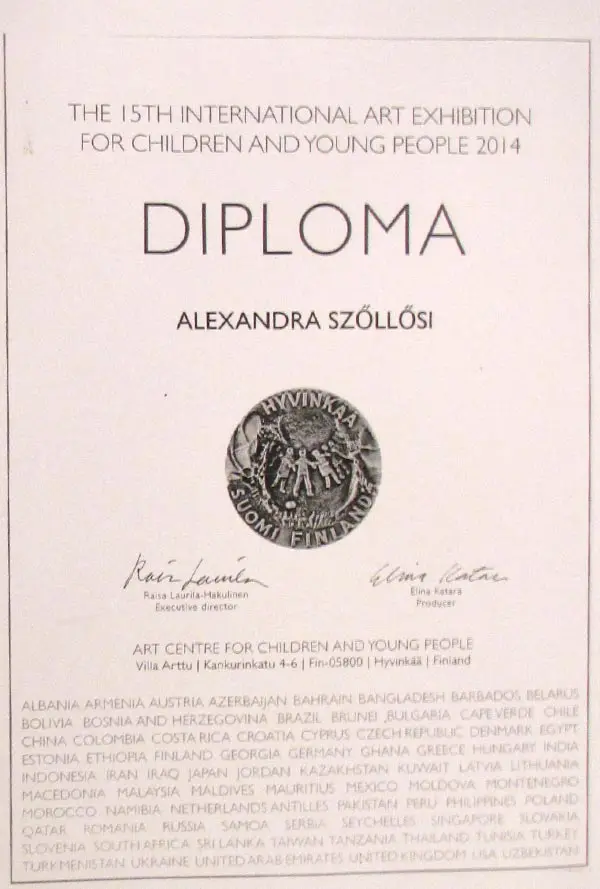 THE 15TH INTERNATIONAL ART EXHIBITION
FOR CHILDREN AND YOUNG PEOPLE 2014
DIPLOMA
ALEXANDRA SZŐLLŐSI
HYVINKÄÄ
SUOMI FINLAND
Raisa Laurila-Hakulinen
Executive director
Elina Katara
Producer
ART CENTRE FOR CHILDREN AND YOUNG PEOPLE
Villa Arttu | Kankurinkatu 4-6 | Fin-05800 | Hyvinkää | Finland
ALBANIA ARMENIA AUSTRIA AZERBAIJAN BAHRAIN BANGLADESH BARBADOS BELARUS
BOLIVIA BOSNIA AND HERZEGOVINA BRAZIL BRUNEI BULGARIA CAPE VERDE CHILE
CHINA COLOMBIA COSTA RICA CROATIA CYPRUS CZECH REPUBLIC DENMARK EGYPT
ESTONIA ETHIOPIA FINLAND GEORGIA GERMANY GHANA GREECE HUNGARY INDIA
INDONESIA IRAN IRAQ JAPAN JORDAN KAZAKHSTAN KUWAIT LATVIA LITHUANIA
MACEDONIA MALAYSIA MALDIVES MAURITIUS MEXICO MOLDOVA MONTENEGRO
MOROCCO NAMIBIA NETHERLANDS ANTILLES PAKISTAN PERU PHILIPPINES POLAND
QATAR ROMANIA RUSSIA SAMOA SERBIA SEYCHELLES SINGAPORE SLOVAKIA
SLOVENIA SOUTH AFRICA SRI LANKA TAIWAN TANZANIA THAILAND TUNISIA TURKEY
TURKMENISTAN UKRAINE UNITED ARAB EMIRATES UNITED KINGDOM USA UZBEKISTAN